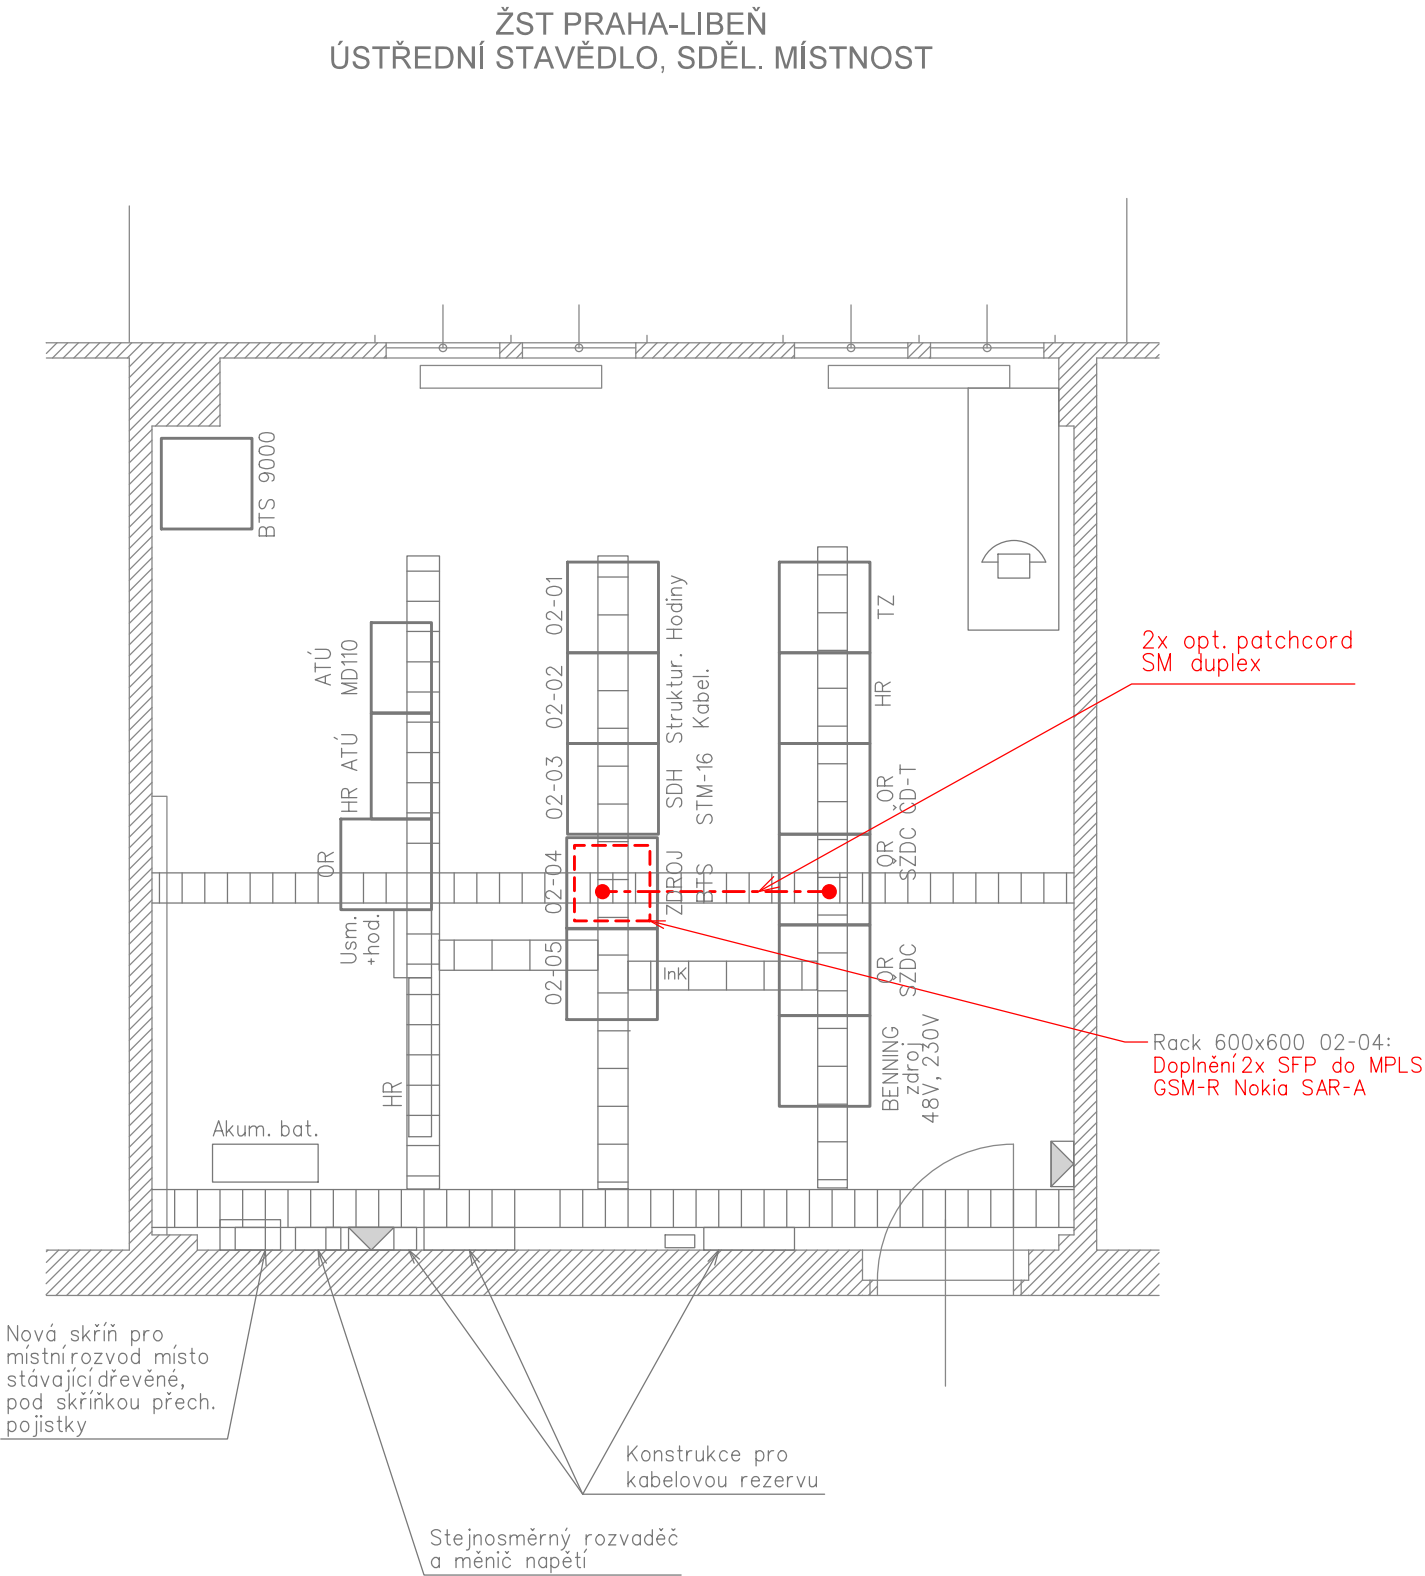 ŽST PRAHA-LIBEŇ
ÚSTŘEDNÍ STAVĚDLO, SDĚL. MÍSTNOST
BTS 9000
ATÚ
MD110
HR ATÚ
OR
Usm.
+hod.
HR
Akum. bat.
02-01
02-02
02-03
02-04
02-05
Hodiny
Struktur.
Kabel.
SDH
STM-16
ZDROJ
BTS
InK
TZ
HR
OR
ČD-T
OR
SŽDC
OR
SŽDC
BENNING
zdroj
48V, 230V
2x opt. patchcord
SM duplex
Rack 600x600 02-04:
Doplnění 2x SFP do MPLS
GSM-R Nokia SAR-A
Nová skříň pro
místní rozvod místo
stávající dřevěné,
pod skříňkou přech.
pojistky
Konstrukce pro
kabelovou rezervu
Stejnosměrný rozvaděč
a měnič napětí